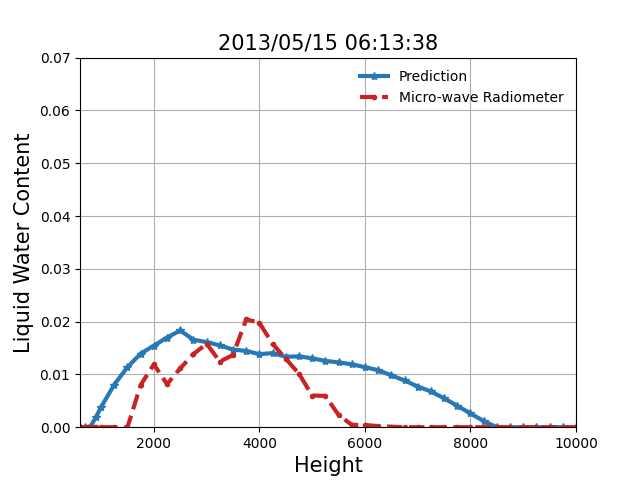 2013/05/15 06:13:38
0.07
0.06
0.05
0.04
0.03
0.02
0.01
0.00
Liquid Water Content
Prediction
Micro-wave Radiometer
2000 4000 6000 8000 10000
Height